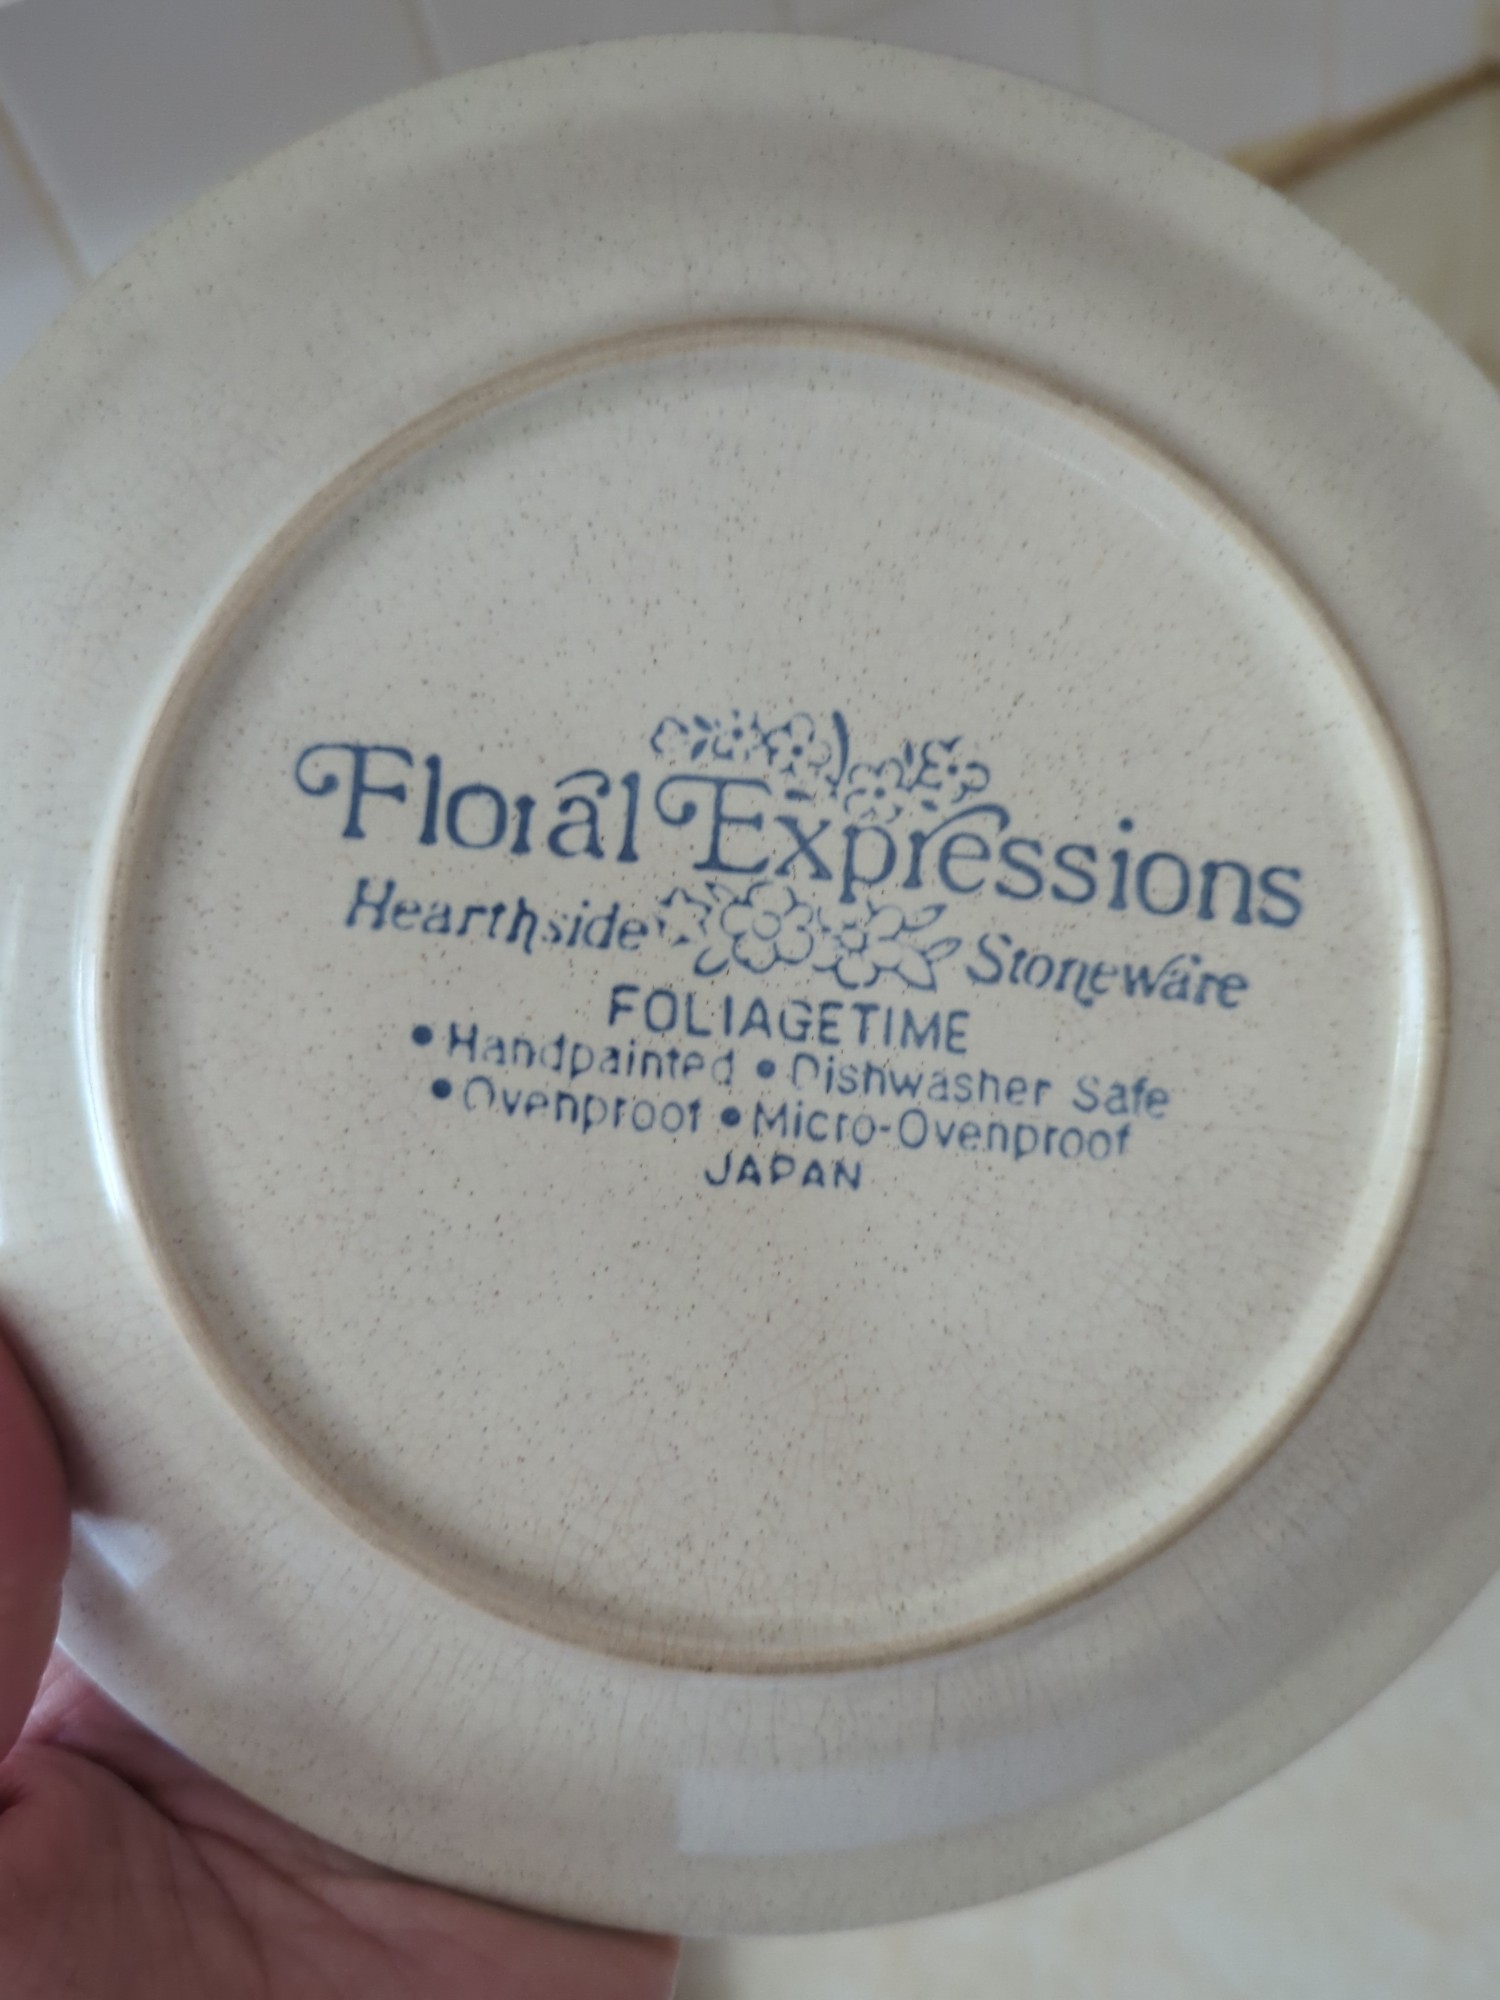 Floral Expressions
Hearthside Stoneware
FOLIAGETIME
• Handpainted • Dishwasher Safe
• Ovenproof • Micro-Ovenproof
JAPAN